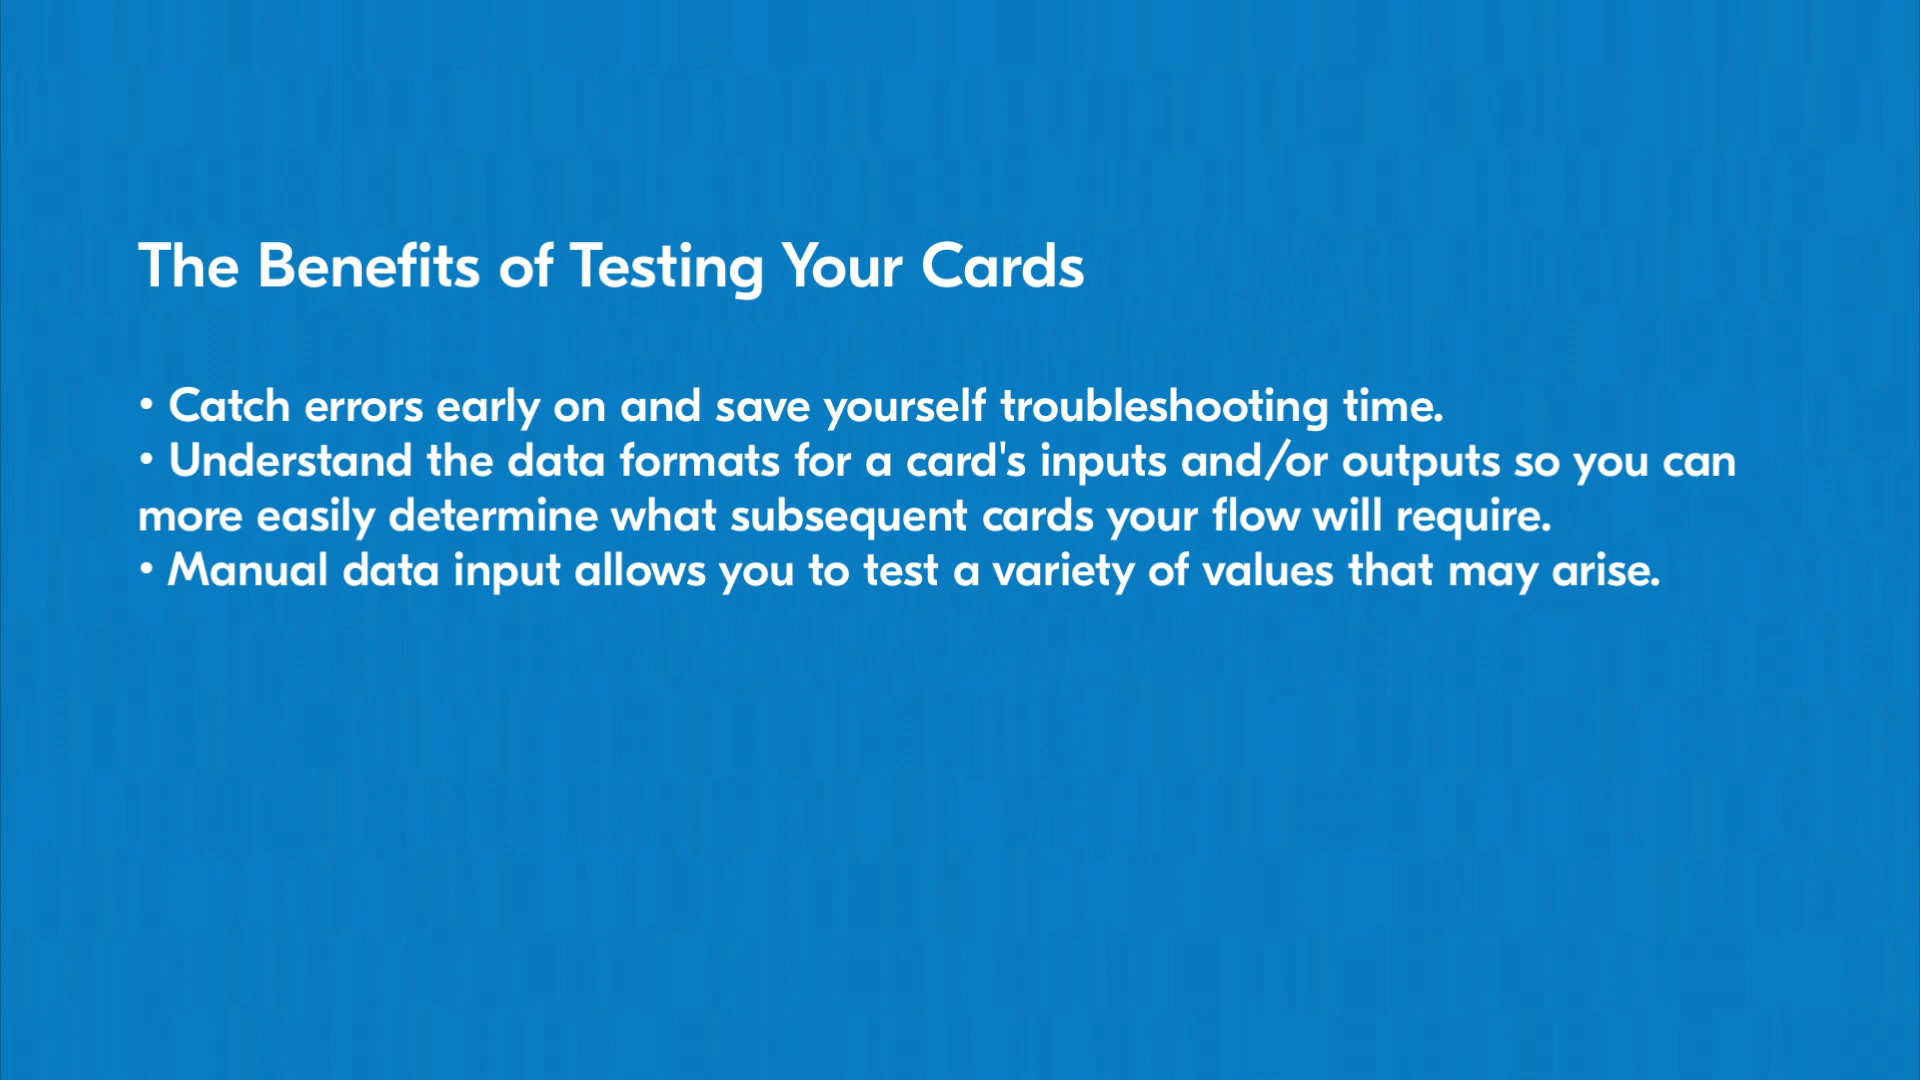 The Benefits of Testing Your Cards
• Catch errors early on and save yourself troubleshooting time.
• Understand the data formats for a card's inputs and/or outputs so you can
more easily determine what subsequent cards your flow will require.
• Manual data input allows you to test a variety of values that may arise.